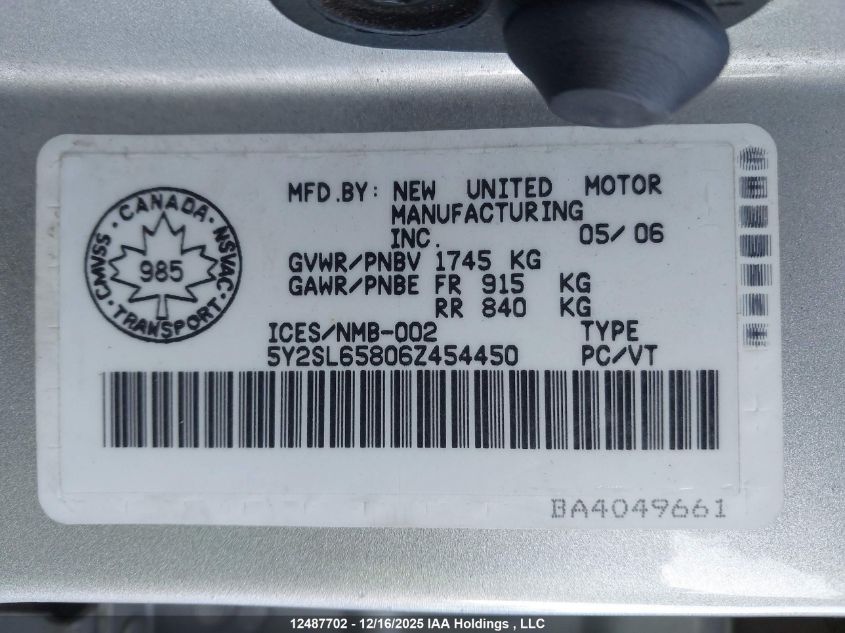 MFD.BY: NEW UNITED MOTOR
MANUFACTURING
INC. 05/06
GVWR/PNBV 1745 KG
GAWR/PNBE FR 915 KG
RR 840 KG
ICES/NMB-002 TYPE
5Y2SL65806Z454450 PC/VT
CANADA · NSVAC · TRANSPORT · CMVSS
985
BA4049661
12487702 - 12/16/2025 IAA Holdings , LLC